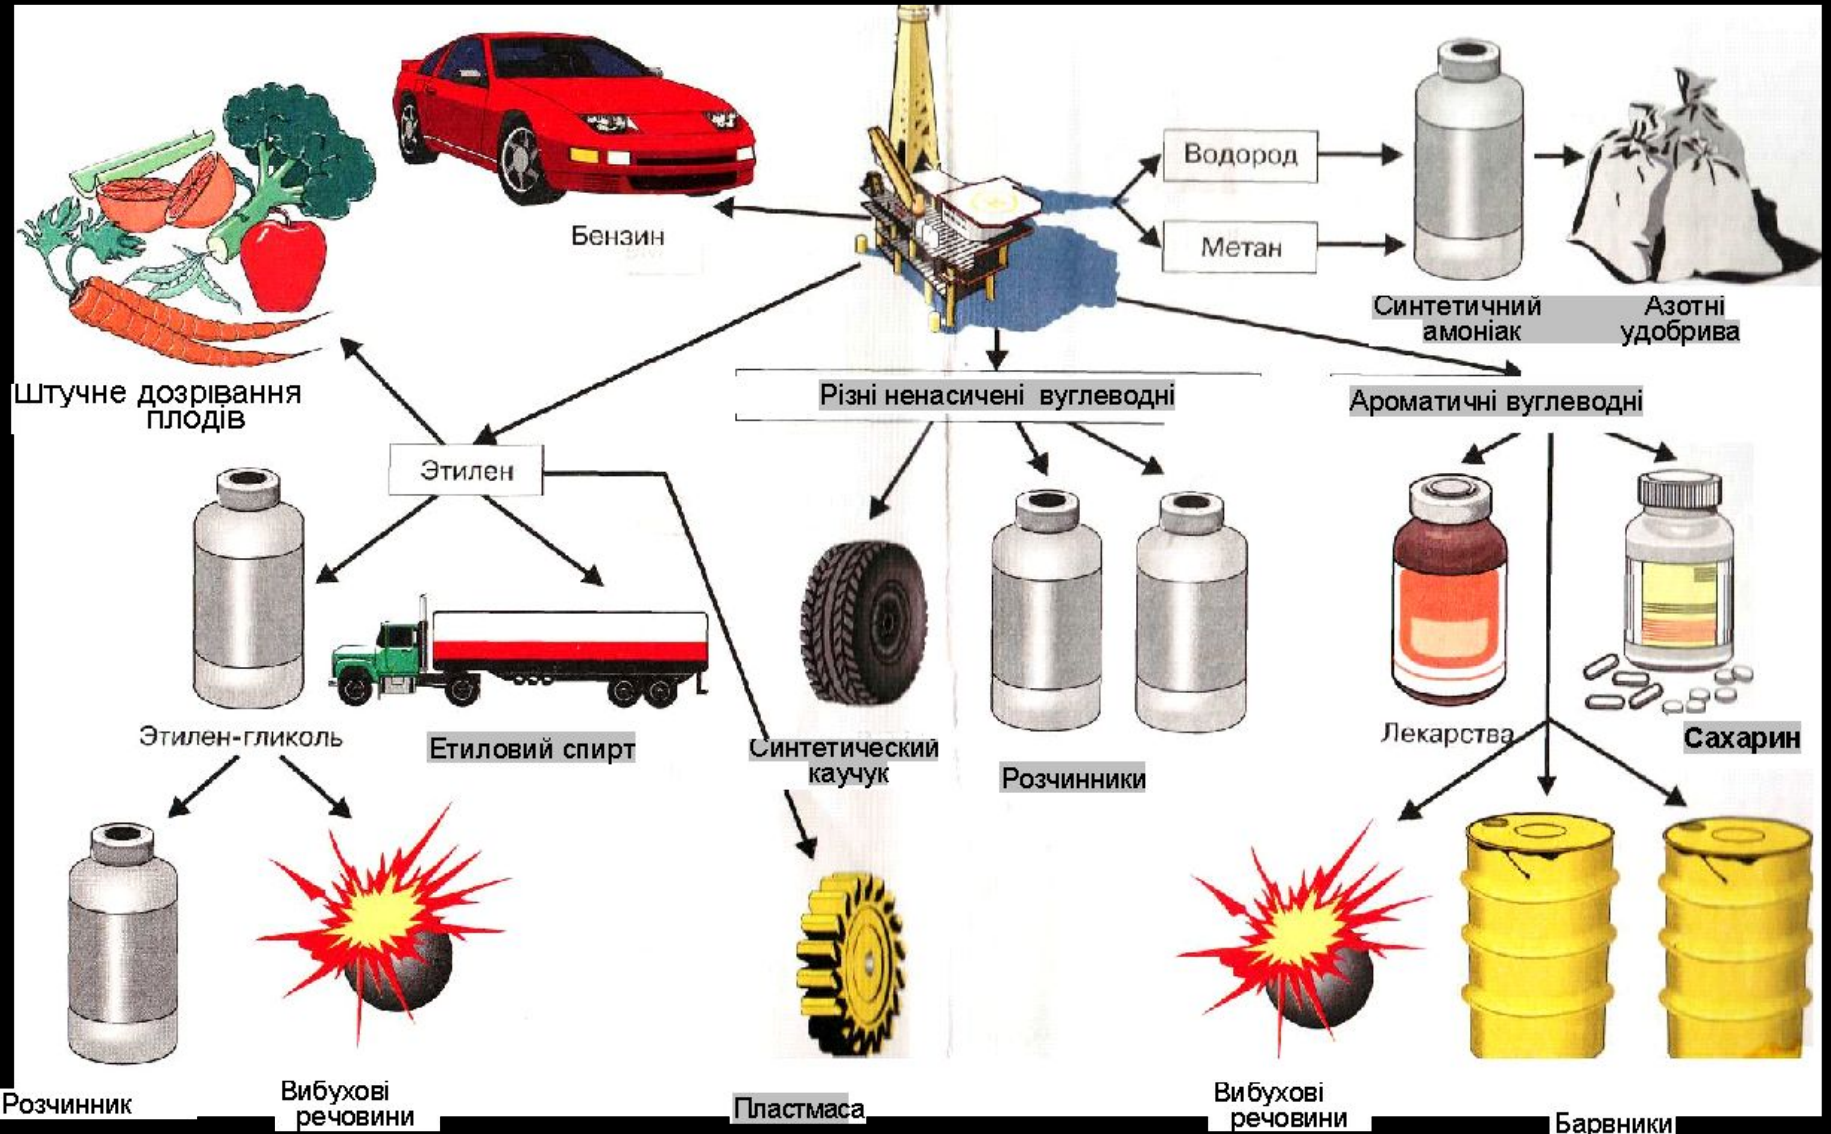 Бензин
Водород
Метан
Синтетичний
амоніак
Азотні
удобрива
Штучне дозрівання
плодів
Різні ненасичені вуглеводні
Ароматичні вуглеводні
Этилен
Этилен-гликоль
Етиловий спирт
Синтетический
каучук
Розчинники
Лекарства
Сахарин
Розчинник
Вибухові
речовини
Пластмаса
Вибухові
речовини
Барвники